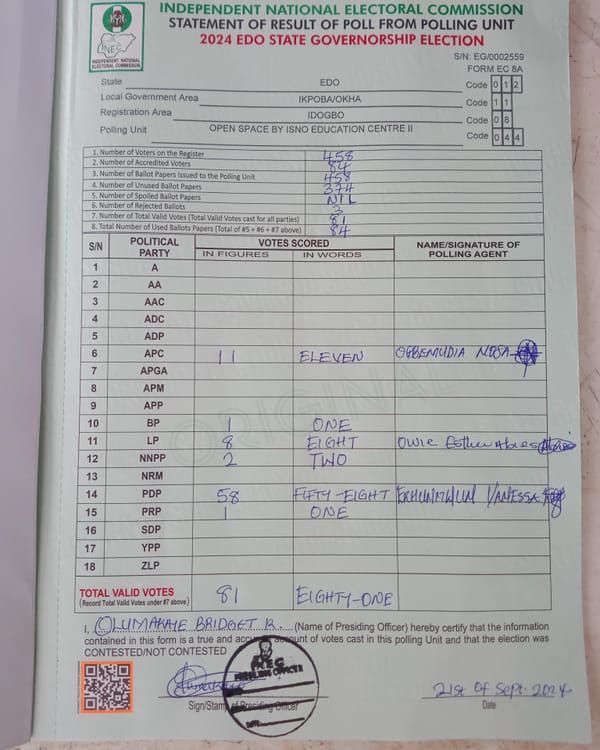 INDEPENDENT NATIONAL ELECTORAL COMMISSION
STATEMENT OF RESULT OF POLL FROM POLLING UNIT
2024 EDO STATE GOVERNORSHIP ELECTION
INEC
INDEPENDENT NATIONAL ELECTORAL COMMISSION
S/N: EG/0002559
FORM EC 8A
State EDO Code 0 1 2
Local Government Area IKPOBA/OKHA Code 1 1
Registration Area IDOGBO Code 0 8
Polling Unit OPEN SPACE BY ISNO EDUCATION CENTRE II Code 0 4 4
1. Number of Voters on the Register 458
2. Number of Accredited Voters 84
3. Number of Ballot Papers Issued to the Polling Unit 458
4. Number of Unused Ballot Papers 374
5. Number of Spoiled Ballot Papers NIL
6. Number of Rejected Ballots 3
7. Number of Total Valid Votes (Total Valid Votes cast for all parties) 81
8. Total Number of Used Ballots Papers (Total of #5 + #6 + #7 above) 84
S/N POLITICAL PARTY VOTES SCORED NAME/SIGNATURE OF POLLING AGENT
IN FIGURES IN WORDS
1 A
2 AA
3 AAC
4 ADC
5 ADP
6 APC 11 ELEVEN OGBEMUDIA NOSA
7 APGA
8 APM
9 APP
10 BP 1 ONE
11 LP 8 EIGHT Owie Esther
12 NNPP 2 TWO
13 NRM
14 PDP 58 FIFTY-EIGHT VANESSA
15 PRP 1 ONE
16 SDP
17 YPP
18 ZLP
ORIGINAL
TOTAL VALID VOTES 81 EIGHTY-ONE
(Record Total Valid Votes under #7 above)
I, BRIDGET R. (Name of Presiding Officer) hereby certify that the information
contained in this form is a true and account of votes cast in this polling Unit and that the election was
CONTESTED/NOT CONTESTED
INEC
PRESIDING OFFICER
DATE
21st Of Sept. 2024
Sign/Stamp of Presiding Officer Date